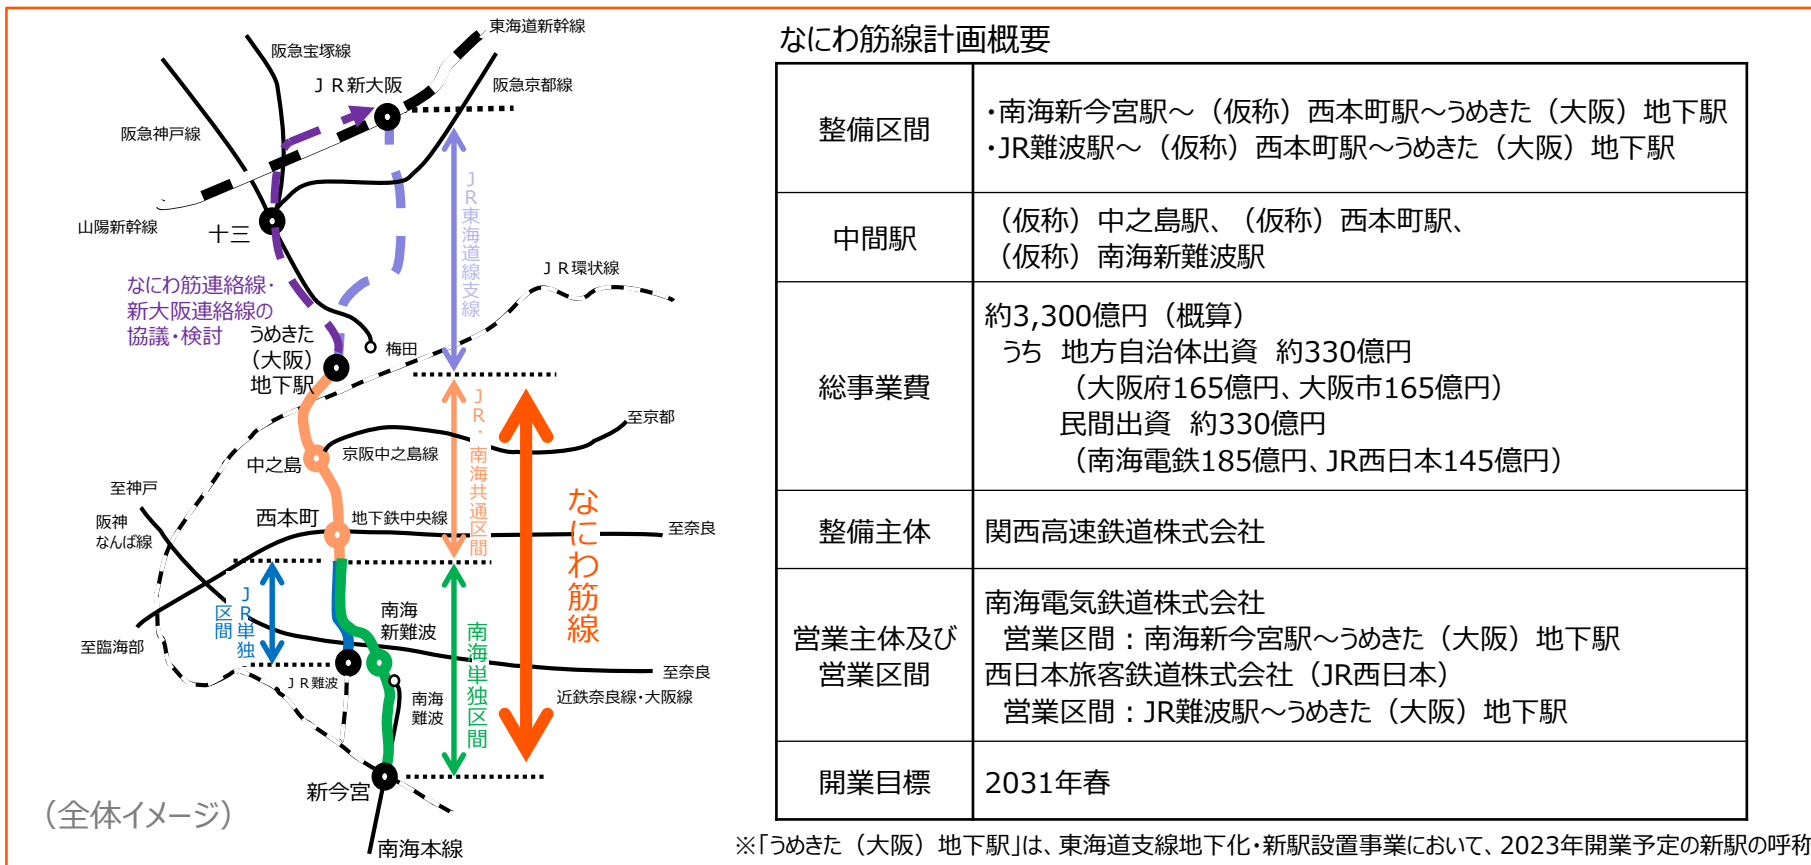 東海道新幹線
阪急宝塚線
JR新大阪
阪急京都線
阪急神戸線
山陽新幹線
十三
JR東海道線支線
JR環状線
なにわ筋連絡線・
新大阪連絡線の
協議・検討
うめきた
（大阪）
地下駅
梅田
JR・南海共通区間
至京都
中之島
京阪中之島線
至神戸
阪神
なんば線
西本町
地下鉄中央線
至奈良
なにわ筋線
JR単独
区間
南海
新難波
南海単独区間
至臨海部
至奈良
JR難波
南海
難波
近鉄奈良線・大阪線
新今宮
（全体イメージ）
南海本線
なにわ筋線計画概要
整備区間
・南海新今宮駅～（仮称）西本町駅～うめきた（大阪）地下駅
・JR難波駅～（仮称）西本町駅～うめきた（大阪）地下駅
中間駅
（仮称）中之島駅、（仮称）西本町駅、
（仮称）南海新難波駅
総事業費
約3,300億円（概算）
うち 地方自治体出資 約330億円
（大阪府165億円、大阪市165億円）
民間出資 約330億円
（南海電鉄185億円、JR西日本145億円）
整備主体
関西高速鉄道株式会社
営業主体及び
営業区間
南海電気鉄道株式会社
営業区間：南海新今宮駅～うめきた（大阪）地下駅
西日本旅客鉄道株式会社（JR西日本）
営業区間：JR難波駅～うめきた（大阪）地下駅
開業目標
2031年春
※「うめきた（大阪）地下駅」は、東海道支線地下化・新駅設置事業において、2023年開業予定の新駅の呼称